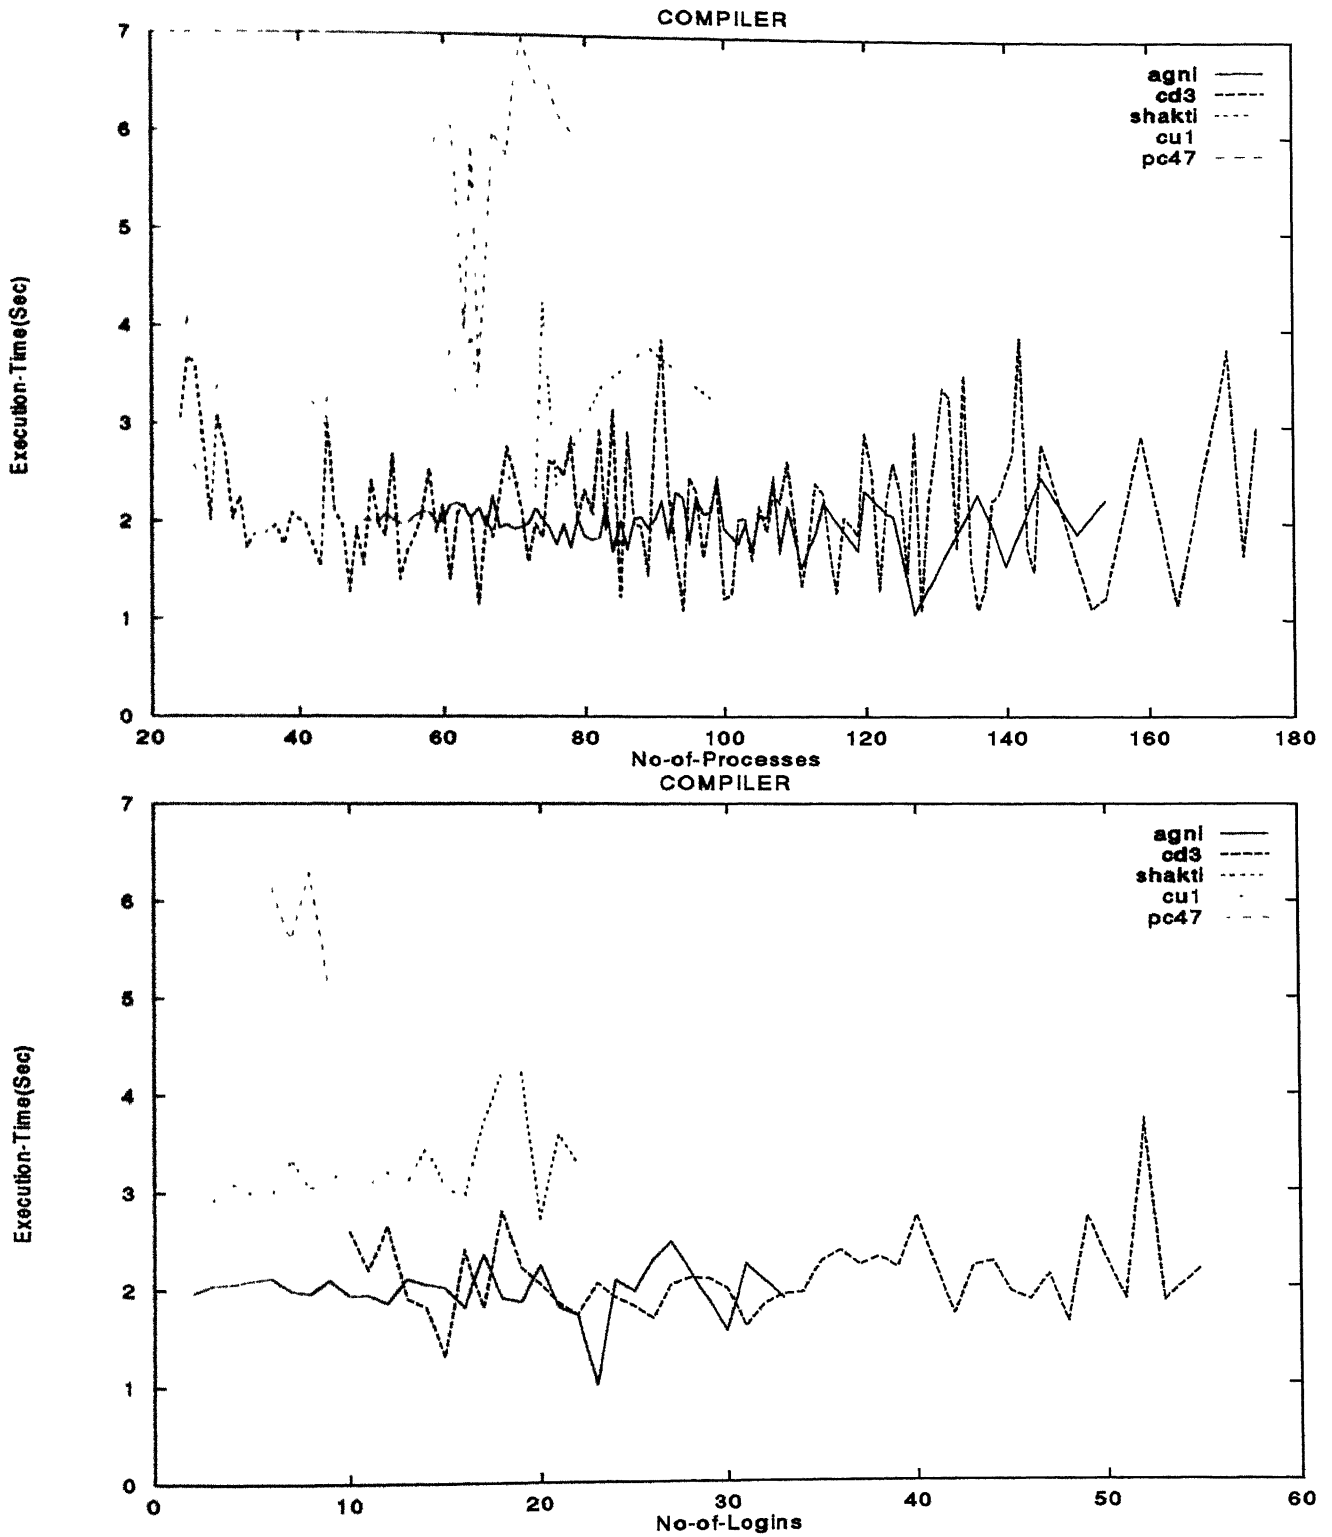 COMPILER
7
6
5
4
3
2
1
0
Execution-Time(Sec)
agni
cd3
shakti
cu1
pc47
20 40 60 80 100 120 140 160 180
No-of-Processes
COMPILER
7
6
5
4
3
2
1
0
Execution-Time(Sec)
agni
cd3
shakti
cu1
pc47
0 10 20 30 40 50 60
No-of-Logins